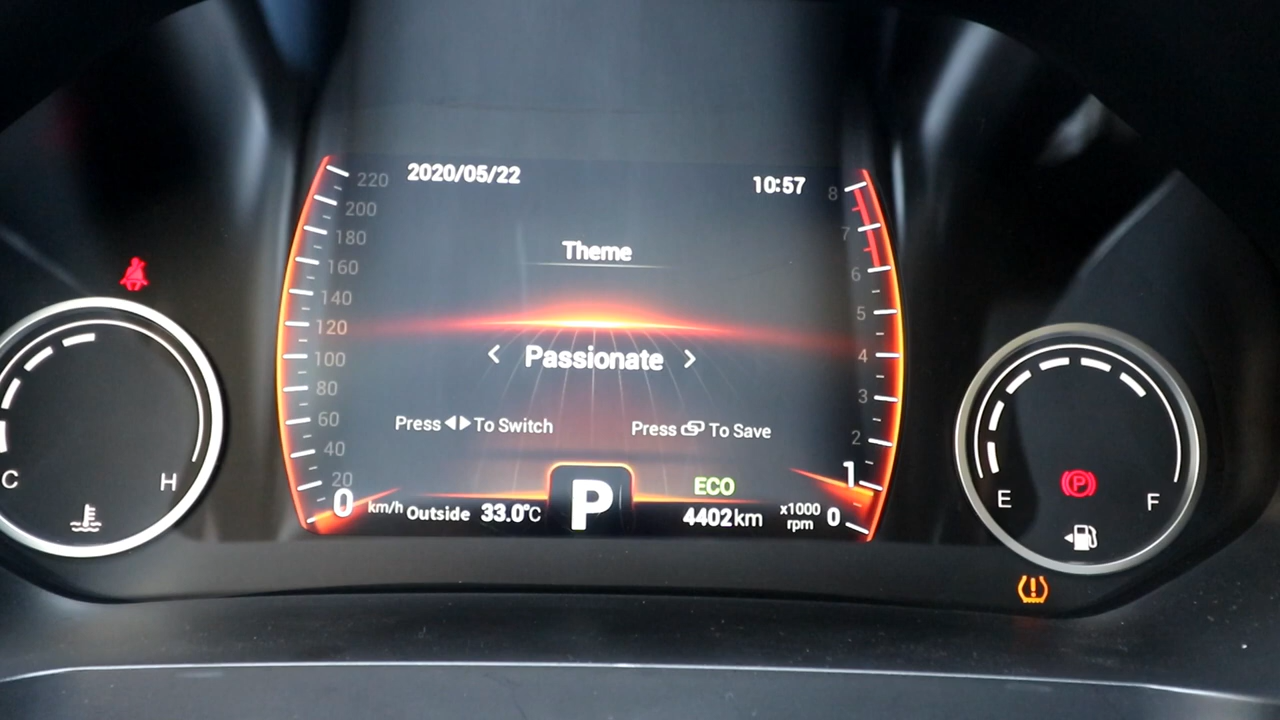 2020/05/22
10:57
Theme
< Passionate >
Press ◀▶ To Switch
Press To Save
220
200
180
160
140
120
100
80
60
40
20
0
km/h
Outside 33.0°C
P
ECO
4402km
x1000
rpm
8
7
6
5
4
3
2
1
0
C
H
E
F
(P)